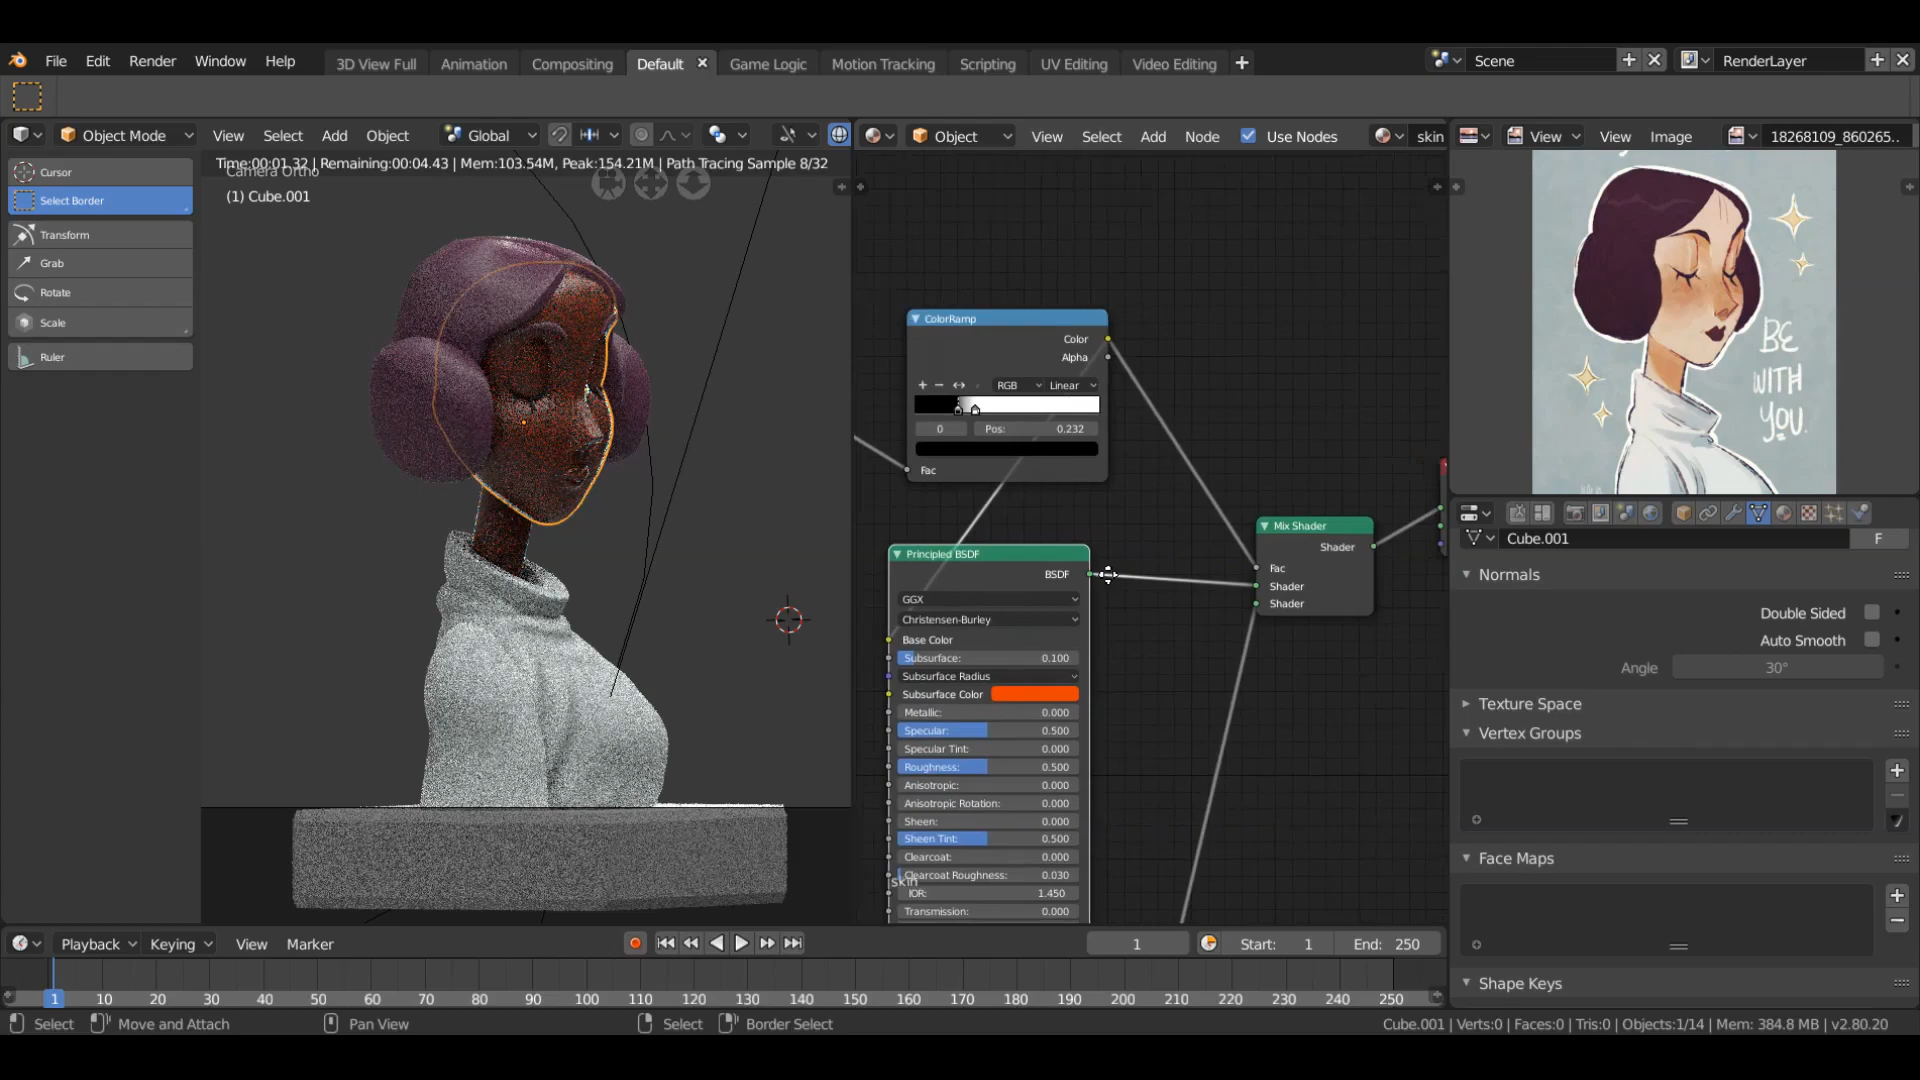 File Edit Render Window Help 3D View Full Animation Compositing Default Game Logic Motion Tracking Scripting UV Editing Video Editing Scene RenderLayer
Object Mode View Select Add Object Global
Object View Select Add Node Use Nodes skin
View View Image 18268109_860265..
Time:00:01.32 | Remaining:00:04.43 | Mem:103.54M, Peak:154.21M | Path Tracing Sample 8/32
Camera Ortho
(1) Cube.001
Cursor
Select Border
Transform
Grab
Rotate
Scale
Ruler
ColorRamp
Color
Alpha
RGB Linear
0 Pos: 0.232
Fac
Principled BSDF
BSDF
GGX
Christensen-Burley
Base Color
Subsurface: 0.100
Subsurface Radius
Subsurface Color
Metallic: 0.000
Specular: 0.500
Specular Tint: 0.000
Roughness: 0.500
Anisotropic: 0.000
Anisotropic Rotation: 0.000
Sheen: 0.000
Sheen Tint: 0.500
Clearcoat: 0.000
Clearcoat Roughness: 0.030
skin
IOR: 1.450
Transmission: 0.000
Mix Shader
Shader
Fac
Shader
Shader
BE
WITH
YOU.
Cube.001 F
Normals
Double Sided
Auto Smooth
Angle 30°
Texture Space
Vertex Groups
Face Maps
Shape Keys
Playback Keying View Marker 1 Start: 1 End: 250
1 10 20 30 40 50 60 70 80 90 100 110 120 130 140 150 160 170 180 190 200 210 220 230 240 250
Select Move and Attach Pan View Select Border Select Cube.001 | Verts:0 | Faces:0 | Tris:0 | Objects:1/14 | Mem: 384.8 MB | v2.80.20